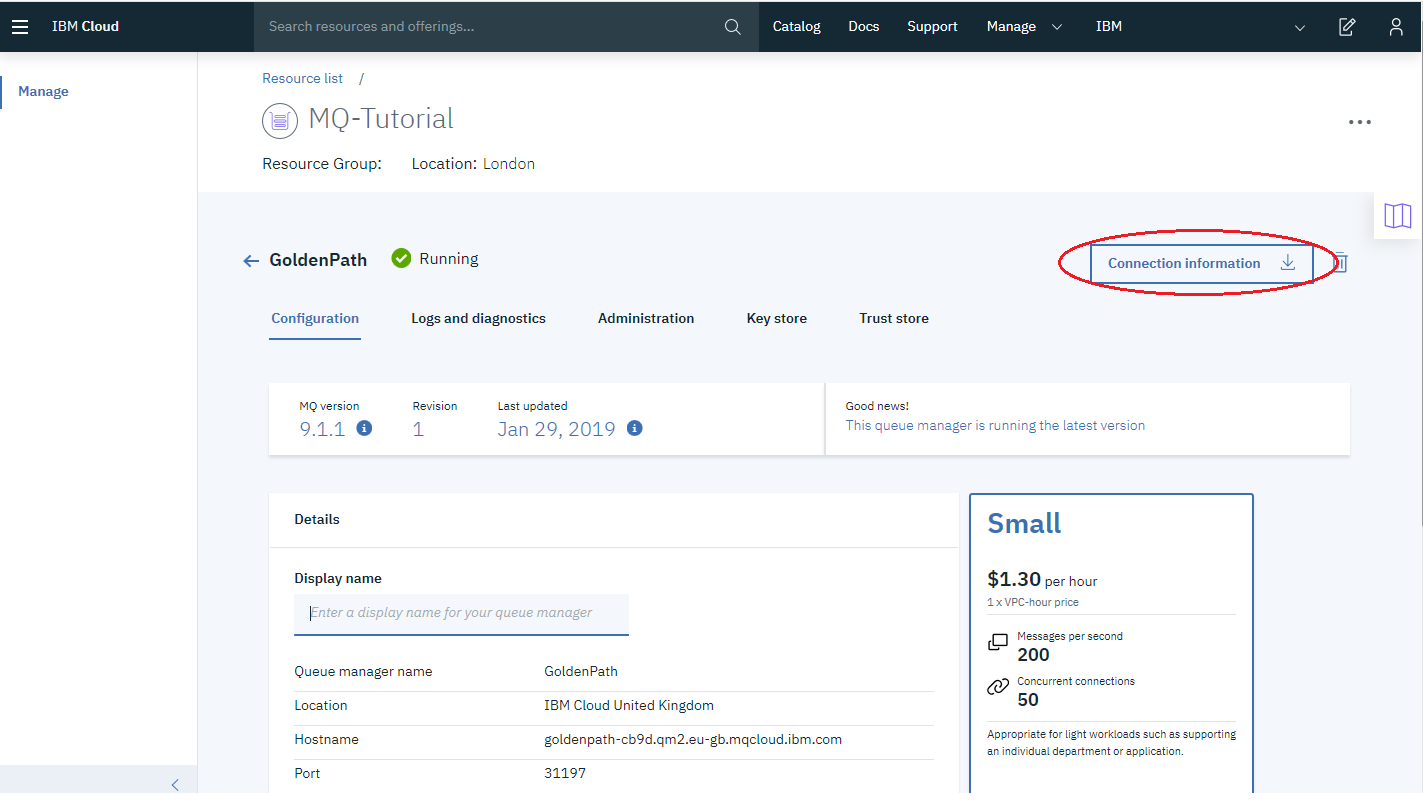 IBM Cloud
Search resources and offerings...
Catalog
Docs
Support
Manage
IBM
Manage
Resource list /
MQ-Tutorial
Resource Group: Location: London
GoldenPath
Running
Connection information
Configuration
Logs and diagnostics
Administration
Key store
Trust store
MQ version
9.1.1
Revision
1
Last updated
Jan 29, 2019
Good news!
This queue manager is running the latest version
Details
Display name
Enter a display name for your queue manager
Queue manager name GoldenPath
Location IBM Cloud United Kingdom
Hostname goldenpath-cb9d.qm2.eu-gb.mqcloud.ibm.com
Port 31197
Small
$1.30 per hour
1 x VPC-hour price
Messages per second
200
Concurrent connections
50
Appropriate for light workloads such as supporting
an individual department or application.